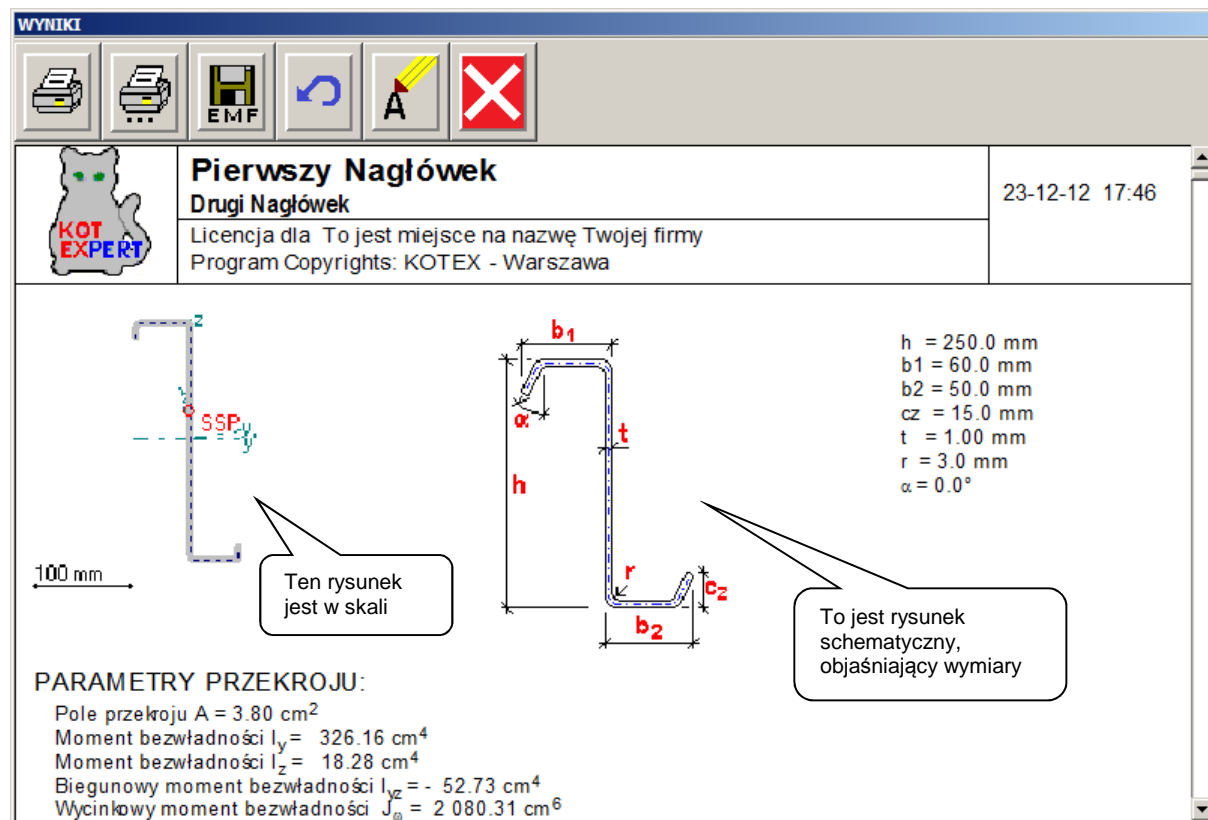 WYNIKI
EMF
A
KOT
EXPERT
Pierwszy Nagłówek
Drugi Nagłówek
Licencja dla To jest miejsce na nazwę Twojej firmy
Program Copyrights: KOTEX - Warszawa
23-12-12 17:46
z
SSP
y
100 mm
Ten rysunek
jest w skali
b1
α
t
h
r
cz
b2
h = 250.0 mm
b1 = 60.0 mm
b2 = 50.0 mm
cz = 15.0 mm
t = 1.00 mm
r = 3.0 mm
α = 0.0°
To jest rysunek
schematyczny,
objaśniający wymiary
PARAMETRY PRZEKROJU:
Pole przekroju A = 3.80 cm²
Moment bezwładności Iy = 326.16 cm⁴
Moment bezwładności Iz = 18.28 cm⁴
Biegunowy moment bezwładności Iyz = - 52.73 cm⁴
Wycinkowy moment bezwładności Jω = 2 080.31 cm⁶